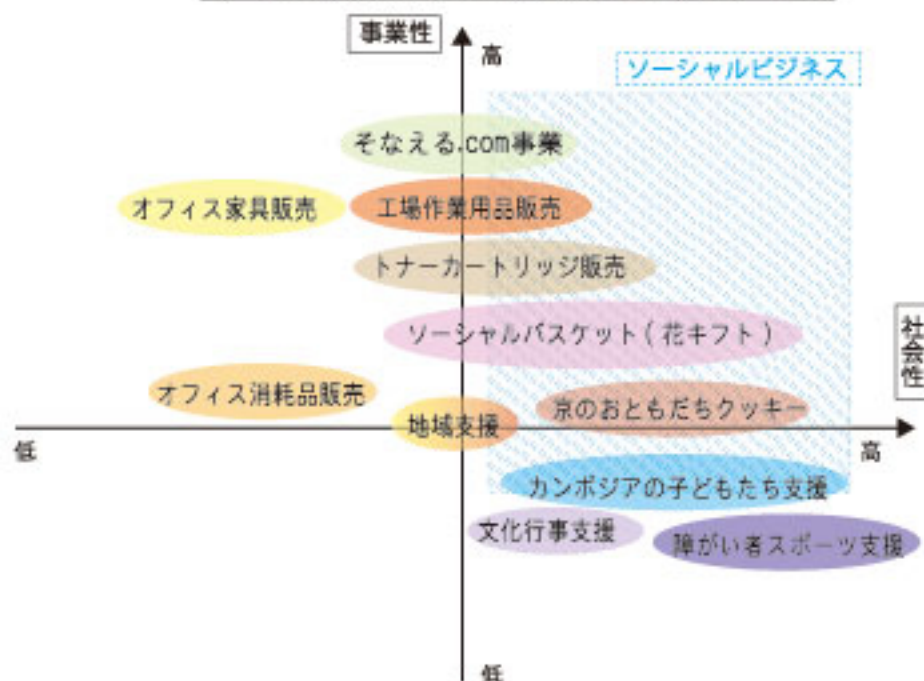 事業性
高
ソーシャルビジネス
そなえる.com事業
オフィス家具販売
工場作業用品販売
トナーカートリッジ販売
ソーシャルバスケット(花キフト)
社会性
オフィス消耗品販売
地域支援
京のおともだちクッキー
低
高
カンボジアの子どもたち支援
文化行事支援
障がい者スポーツ支援
低